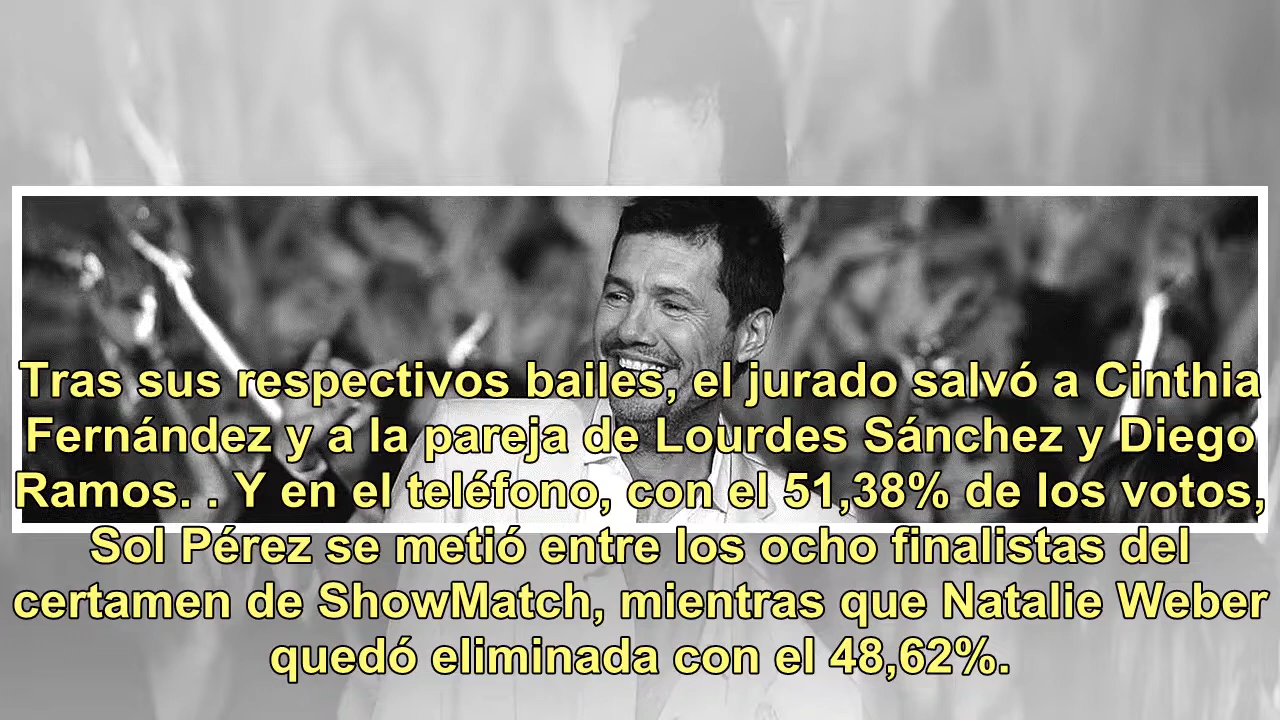 Tras sus respectivos bailes, el jurado salvó a Cinthia
Fernández y a la pareja de Lourdes Sánchez y Diego
Ramos. . Y en el teléfono, con el 51,38% de los votos,
Sol Pérez se metió entre los ocho finalistas del
certamen de ShowMatch, mientras que Natalie Weber
quedó eliminada con el 48,62%.